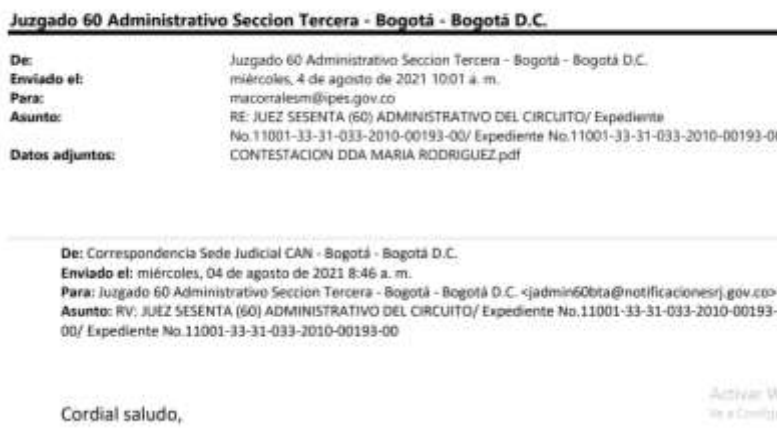 Juzgado 60 Administrativo Seccion Tercera - Bogotá - Bogotá D.C.
De: Juzgado 60 Administrativo Seccion Tercera - Bogotá - Bogotá D.C.
Enviado el: miércoles, 4 de agosto de 2021 10:01 a. m.
Para: macorralesm@ipes.gov.co
Asunto: RE: JUEZ SESENTA (60) ADMINISTRATIVO DEL CIRCUITO/ Expediente
No.11001-33-31-033-2010-00193-00/ Expediente No.11001-33-31-033-2010-00193-0
Datos adjuntos: CONTESTACION DDA MARIA RODRIGUEZ.pdf
De: Correspondencia Sede Judicial CAN - Bogotá - Bogotá D.C.
Enviado el: miércoles, 04 de agosto de 2021 8:46 a. m.
Para: Juzgado 60 Administrativo Seccion Tercera - Bogotá - Bogotá D.C. <jadmin60bta@notificacionesrj.gov.co>
Asunto: RV: JUEZ SESENTA (60) ADMINISTRATIVO DEL CIRCUITO/ Expediente No.11001-33-31-033-2010-00193-
00/ Expediente No.11001-33-31-033-2010-00193-00
Cordial saludo,
Activar W